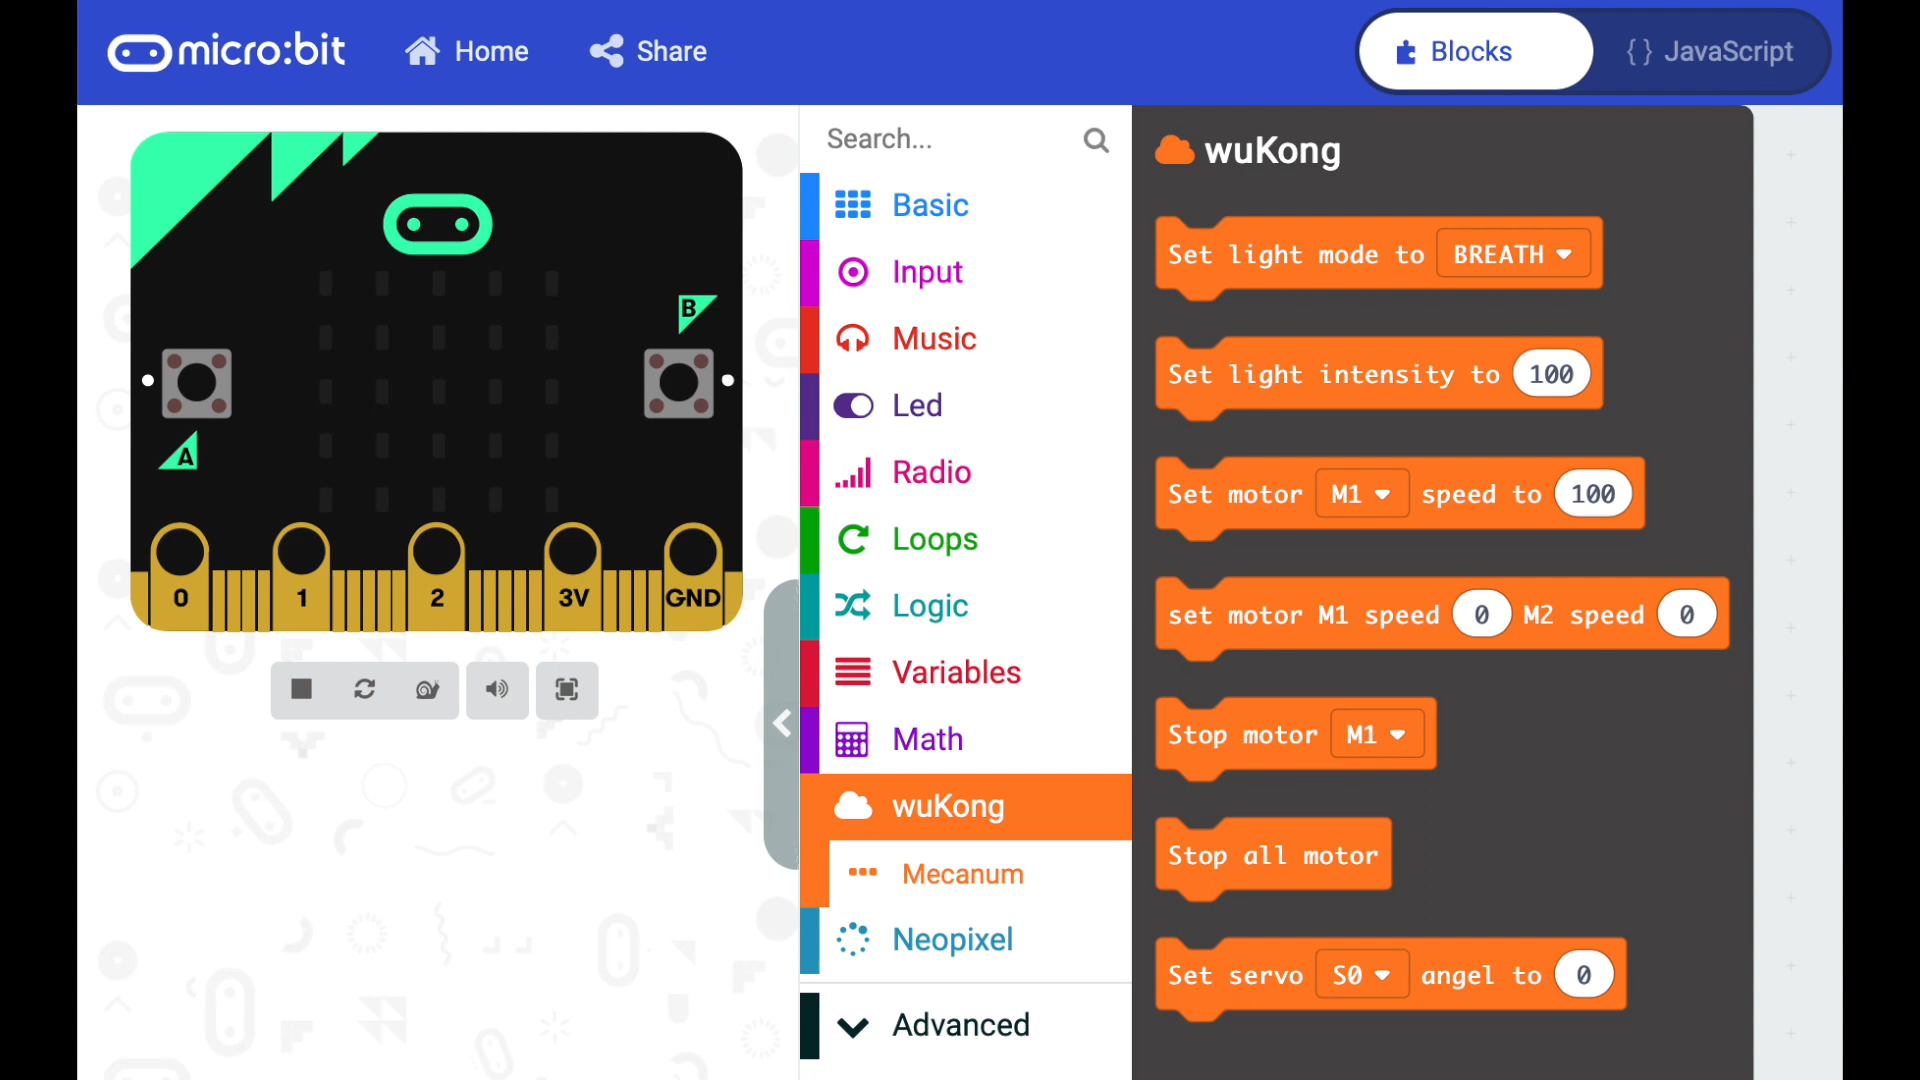 micro:bit Home Share Blocks { } JavaScript
B
A
0 1 2 3V GND
Search...
Basic
Input
Music
Led
Radio
Loops
Logic
Variables
Math
wuKong
Mecanum
Neopixel
Advanced
wuKong
Set light mode to BREATH
Set light intensity to 100
Set motor M1 speed to 100
set motor M1 speed 0 M2 speed 0
Stop motor M1
Stop all motor
Set servo S0 angel to 0